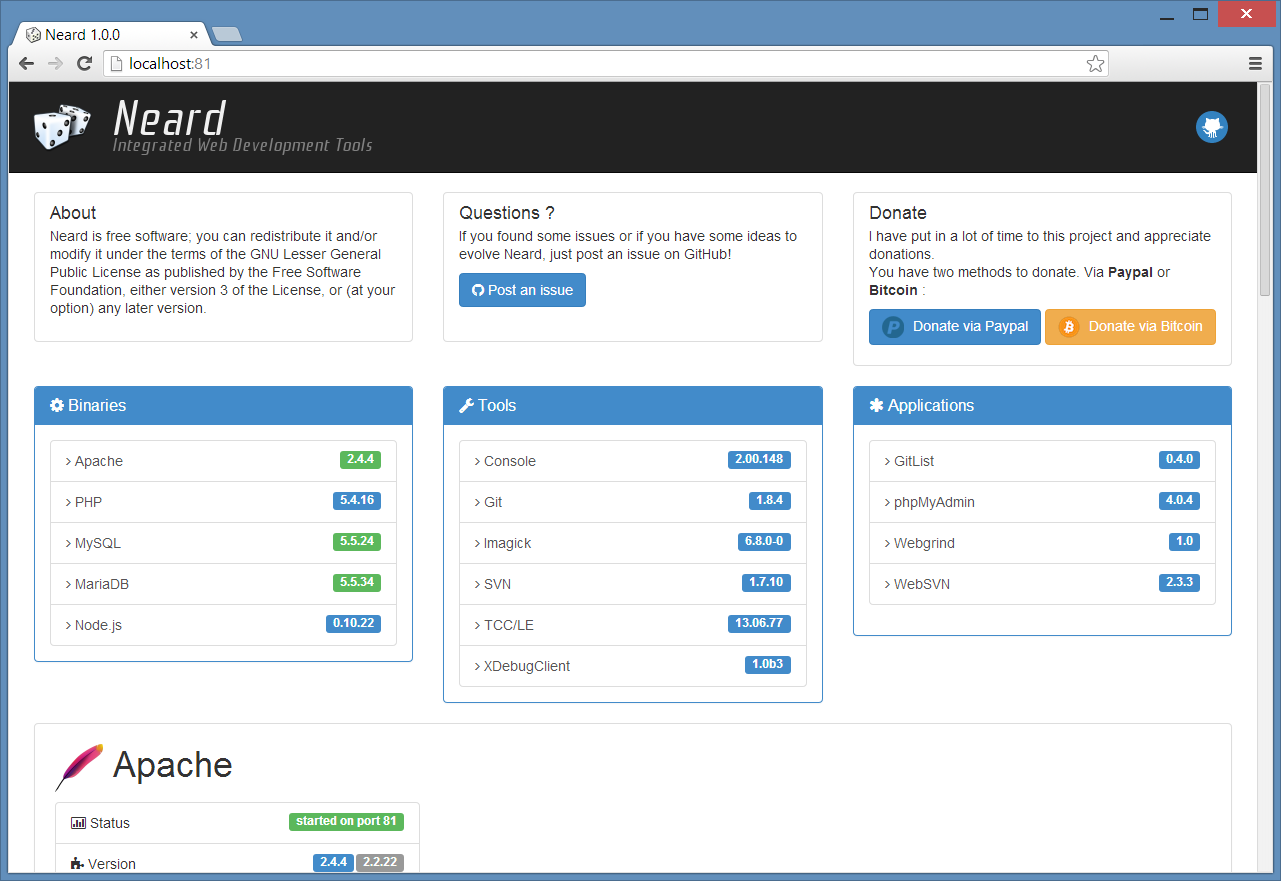 Neard 1.0.0
localhost:81
Neard
Integrated Web Development Tools
About
Neard is free software; you can redistribute it and/or
modify it under the terms of the GNU Lesser General
Public License as published by the Free Software
Foundation, either version 3 of the License, or (at your
option) any later version.
Questions ?
If you found some issues or if you have some ideas to
evolve Neard, just post an issue on GitHub!
Post an issue
Donate
I have put in a lot of time to this project and appreciate
donations.
You have two methods to donate. Via Paypal or
Bitcoin :
Donate via Paypal
Donate via Bitcoin
Binaries
Apache 2.4.4
PHP 5.4.16
MySQL 5.5.24
MariaDB 5.5.34
Node.js 0.10.22
Tools
Console 2.00.148
Git 1.8.4
Imagick 6.8.0-0
SVN 1.7.10
TCC/LE 13.06.77
XDebugClient 1.0b3
Applications
GitList 0.4.0
phpMyAdmin 4.0.4
Webgrind 1.0
WebSVN 2.3.3
Apache
Status started on port 81
Version 2.4.4 2.2.22